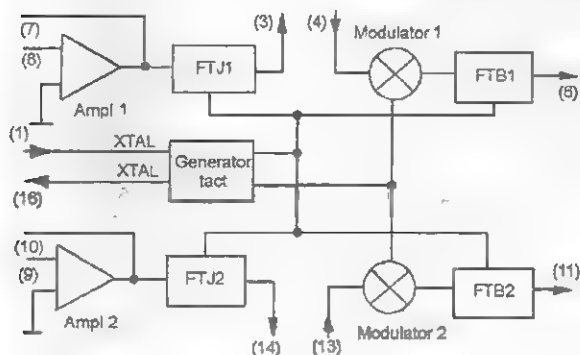 (7)
(3)
(4)
Modulator 1
(8)
FTJ1
FTB1
(6)
Ampl 1
(1)
XTAL
Generator
tact
XTAL
(16)
(10)
(9)
FTJ2
(11)
FTB2
Ampl 2
(14)
(13)
Modulator 2